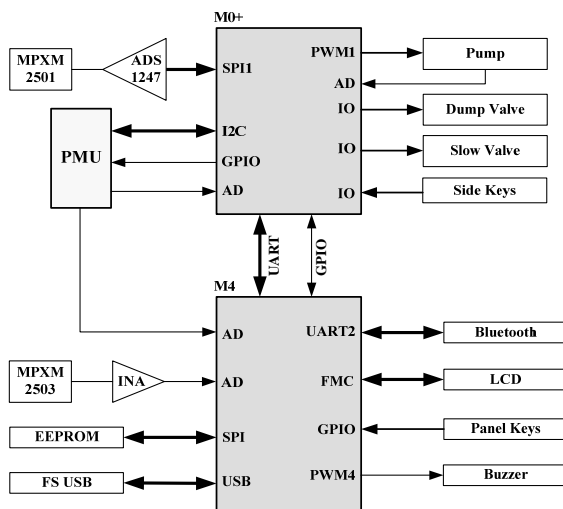 M0+
MPXM
2501
ADS
1247
SPI1
PWM1
Pump
AD
I2C
IO
Dump Valve
PMU
GPIO
IO
Slow Valve
AD
IO
Side Keys
UART
GPIO
M4
AD
UART2
Bluetooth
MPXM
2503
INA
AD
FMC
LCD
EEPROM
SPI
GPIO
Panel Keys
FS USB
USB
PWM4
Buzzer